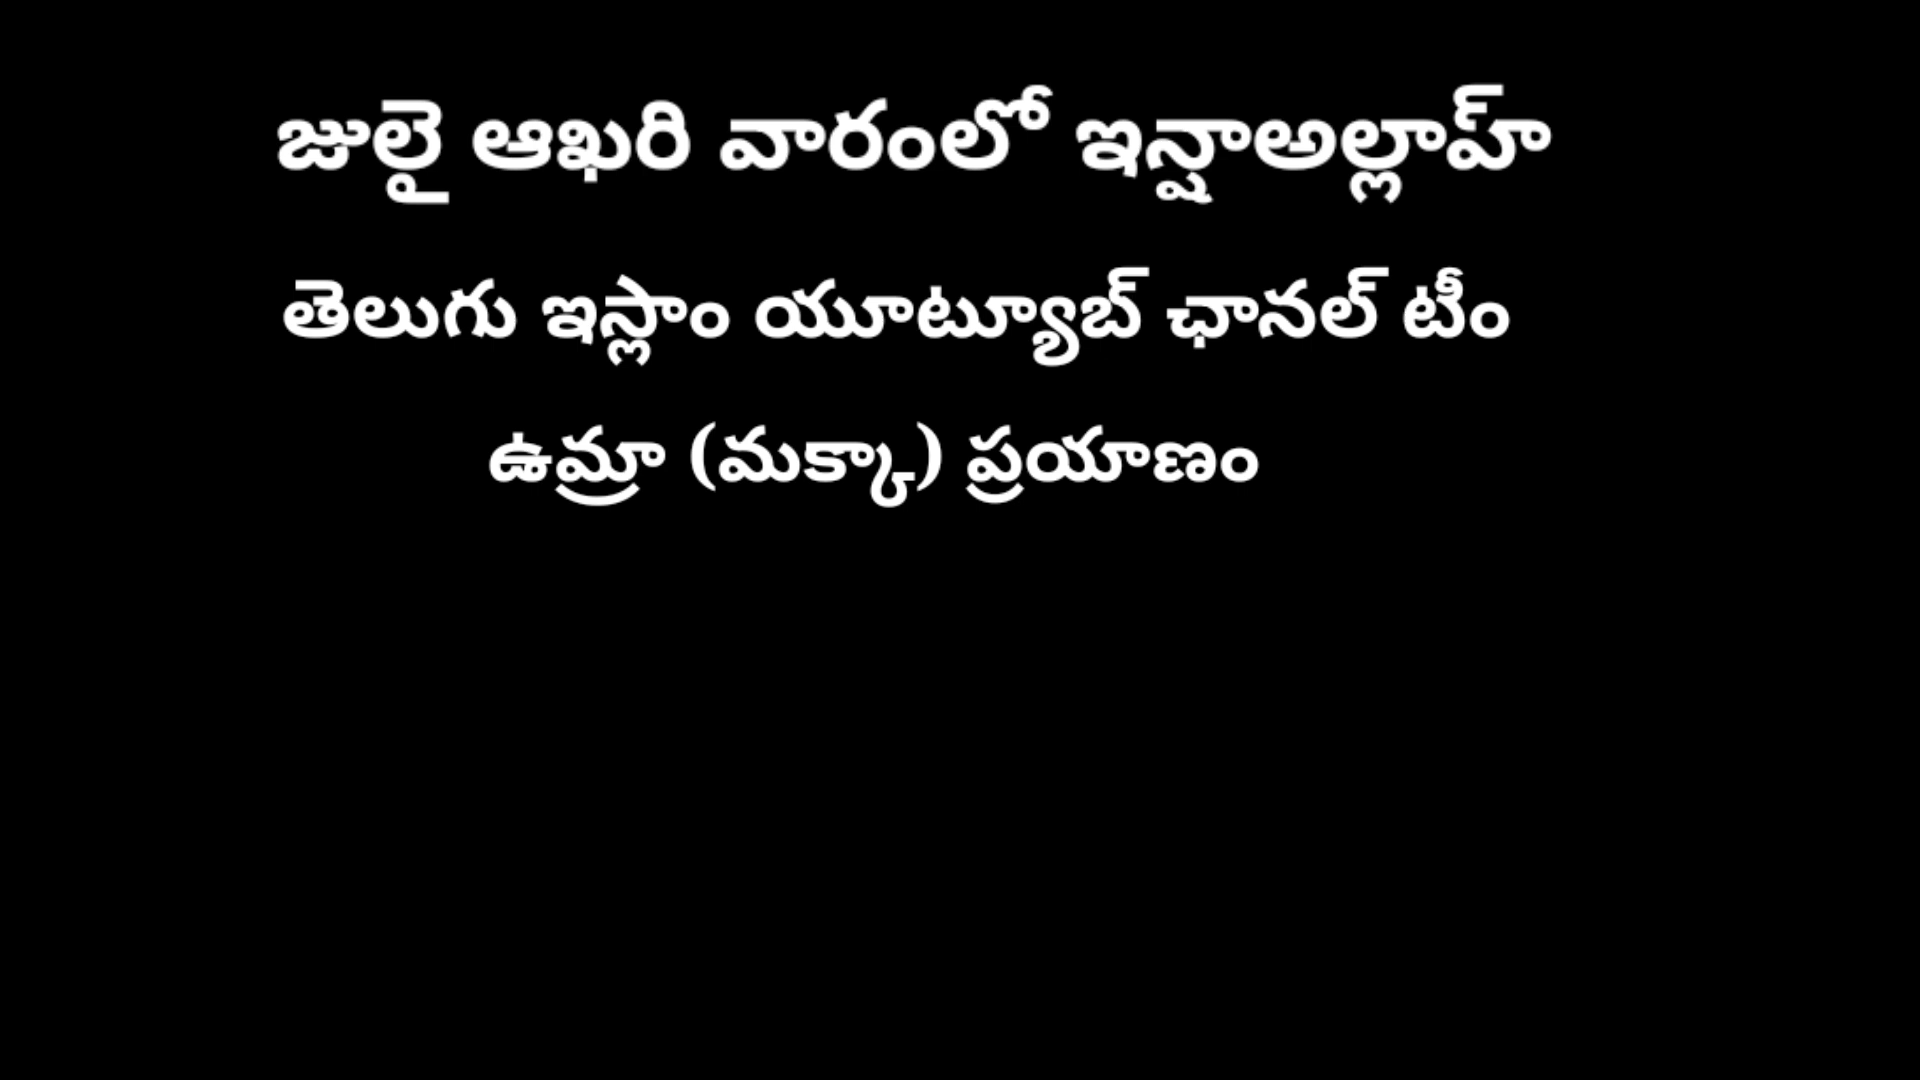 జులై ఆఖరి వారంలో ఇన్షాఅల్లాహ్
తెలుగు ఇస్లాం యూట్యూబ్ ఛానల్ టీం
ఉమ్రా (మక్కా) ప్రయాణం